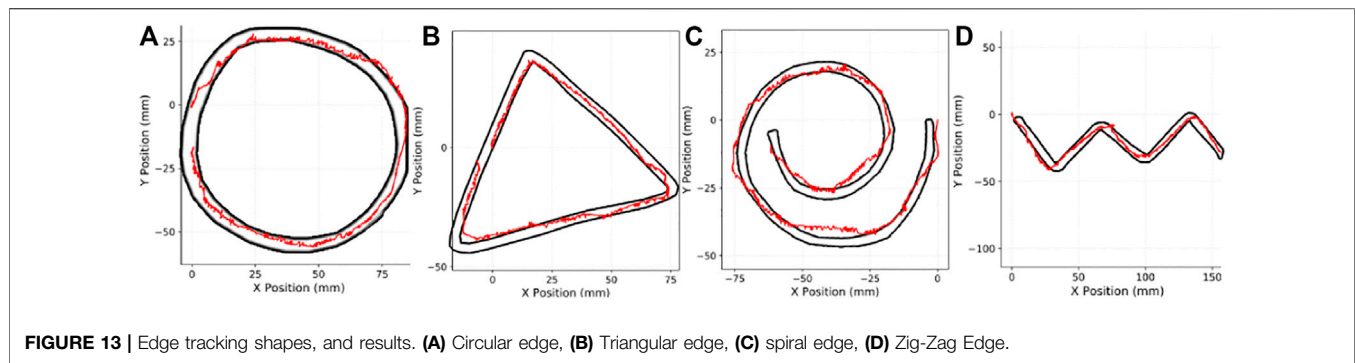 A
25
0
−25
−50
Y Position (mm)
0
25
50
75
X Position (mm)
B
0
−50
Y Position (mm)
0
25
50
75
X Position (mm)
C
25
0
−25
−50
Y Position (mm)
−75
−50
−25
0
X Position (mm)
D
50
0
−50
−100
Y Position (mm)
0
50
100
150
X Position (mm)
FIGURE 13 | Edge tracking shapes, and results. (A) Circular edge, (B) Triangular edge, (C) spiral edge, (D) Zig-Zag Edge.